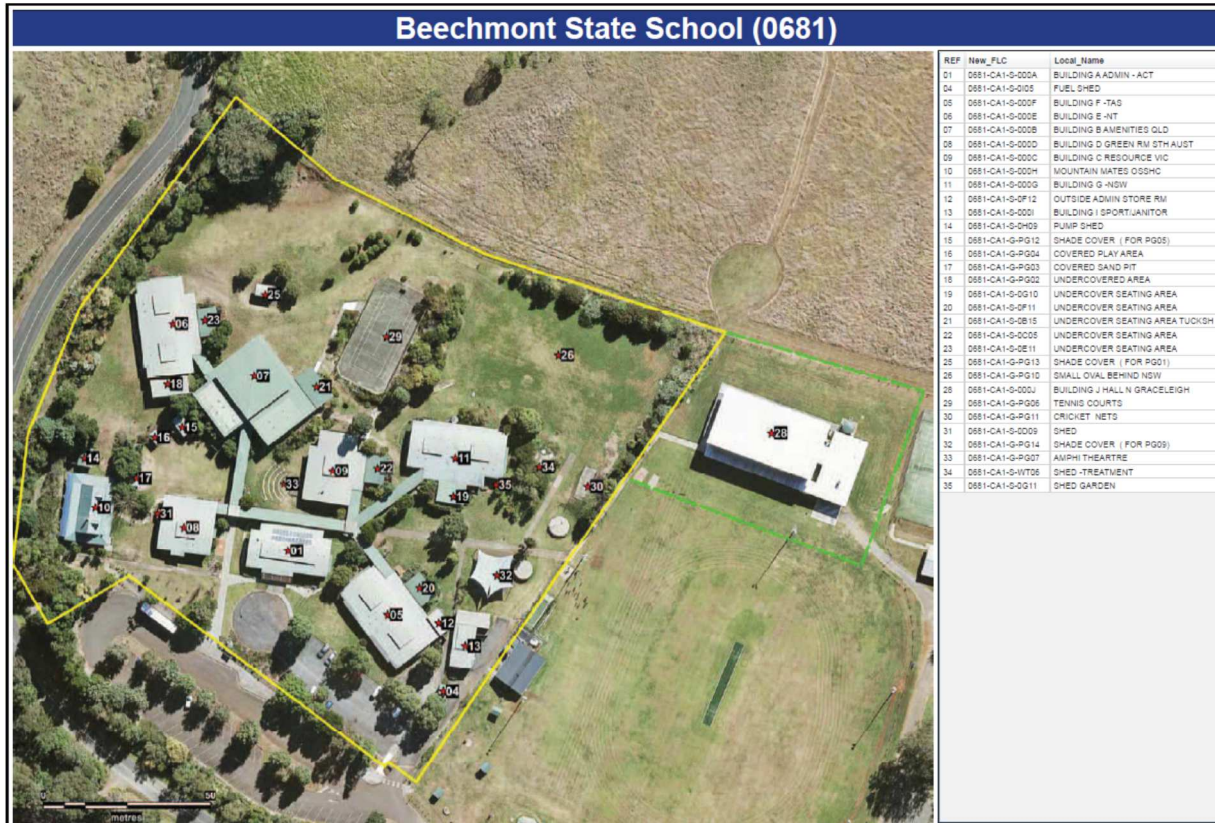 Beechmont State School (0681)
REF New_FLC Local_Name
01 0681-CA1-S-000A BUILDING A ADMIN - ACT
04 0681-CA1-S-0I05 FUEL SHED
05 0681-CA1-S-000F BUILDING F -TAS
06 0681-CA1-S-000E BUILDING E -NT
07 0681-CA1-S-000B BUILDING B AMENITIES QLD
08 0681-CA1-S-000D BUILDING D GREEN RM STH AUST
09 0681-CA1-S-000C BUILDING C RESOURCE VIC
10 0681-CA1-S-000H MOUNTAIN MATES OSSHC
11 0681-CA1-S-000G BUILDING G -NSW
12 0681-CA1-S-0F12 OUTSIDE ADMIN STORE RM
13 0681-CA1-S-000I BUILDING I SPORT/JANITOR
14 0681-CA1-S-0H09 PUMP SHED
15 0681-CA1-G-PG12 SHADE COVER ( FOR PG05)
16 0681-CA1-G-PG04 COVERED PLAY AREA
17 0681-CA1-G-PG03 COVERED SAND PIT
18 0681-CA1-G-PG02 UNDERCOVERED AREA
19 0681-CA1-S-0G10 UNDERCOVER SEATING AREA
20 0681-CA1-S-0F11 UNDERCOVER SEATING AREA
21 0681-CA1-S-0B15 UNDERCOVER SEATING AREA TUCKSH
22 0681-CA1-S-0C05 UNDERCOVER SEATING AREA
23 0681-CA1-S-0E11 UNDERCOVER SEATING AREA
25 0681-CA1-G-PG13 SHADE COVER ( FOR PG01)
26 0681-CA1-G-PG10 SMALL OVAL BEHIND NSW
28 0681-CA1-S-000J BUILDING J HALL N GRACELEIGH
29 0681-CA1-G-PG06 TENNIS COURTS
30 0681-CA1-G-PG11 CRICKET NETS
31 0681-CA1-S-0D09 SHED
32 0681-CA1-G-PG14 SHADE COVER ( FOR PG09)
33 0681-CA1-G-PG07 AMPHI THEARTRE
34 0681-CA1-S-WT06 SHED -TREATMENT
35 0681-CA1-S-0G11 SHED GARDEN
25
06
23
29
26
18
07
21
15
16
28
14
17
09
22
11
34
33
19
35
30
10
31
08
01
32
20
05
12
13
04
0 50
metres